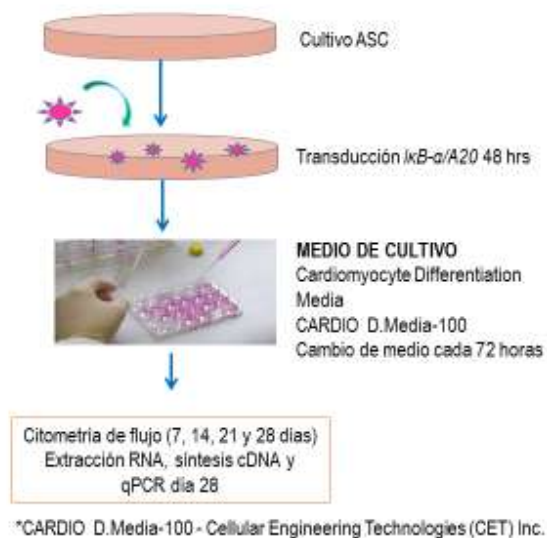 Cultivo ASC
Transducción IκB-α/A20 48 hrs
MEDIO DE CULTIVO
Cardiomyocyte Differentiation
Media
CARDIO D.Media-100
Cambio de medio cada 72 horas
Citometría de flujo (7, 14, 21 y 28 días)
Extracción RNA, síntesis cDNA y
qPCR día 28
*CARDIO D.Media-100 - Cellular Engineering Technologies (CET) Inc.